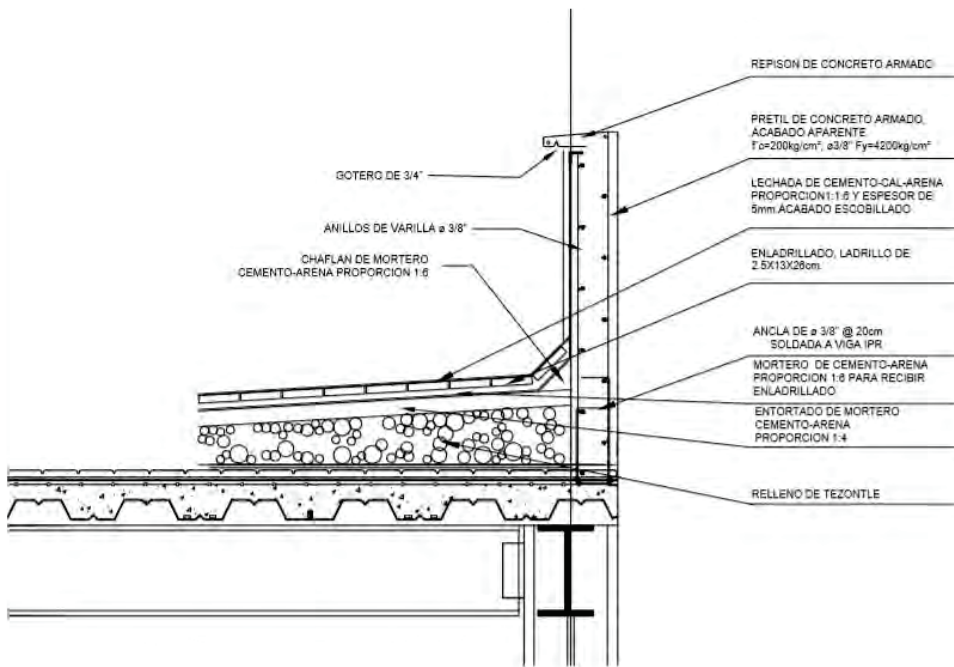 REPISON DE CONCRETO ARMADO
PRETIL DE CONCRETO ARMADO,
ACABADO APARENTE
f'c=200kg/cm², ø3/8" Fy=4200kg/cm²
GOTERO DE 3/4"
LECHADA DE CEMENTO-CAL-ARENA
PROPORCION1:1:6 Y ESPESOR DE
5mm ACABADO ESCOBILLADO
ANILLOS DE VARILLA ø 3/8"
CHAFLAN DE MORTERO
CEMENTO-ARENA PROPORCION 1:6
ENLADRILLADO, LADRILLO DE
2.5X13X26cm
ANCLA DE ø 3/8" @ 20cm
SOLDADA A VIGA IPR
MORTERO DE CEMENTO-ARENA
PROPORCION 1:6 PARA RECIBIR
ENLADRILLADO
ENTORTADO DE MORTERO
CEMENTO-ARENA
PROPORCION 1:4
RELLENO DE TEZONTLE